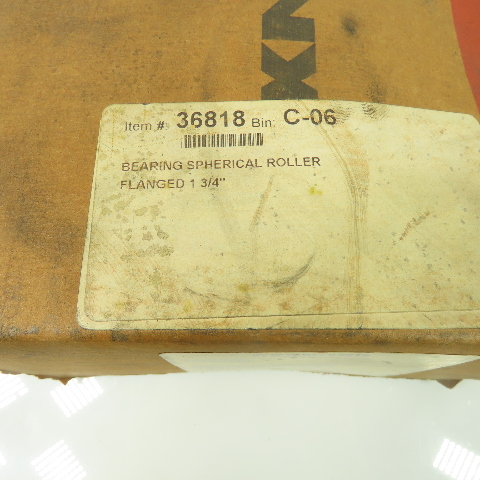 Item #: 36818 Bin: C-06
BEARING SPHERICAL ROLLER
FLANGED 1 3/4"